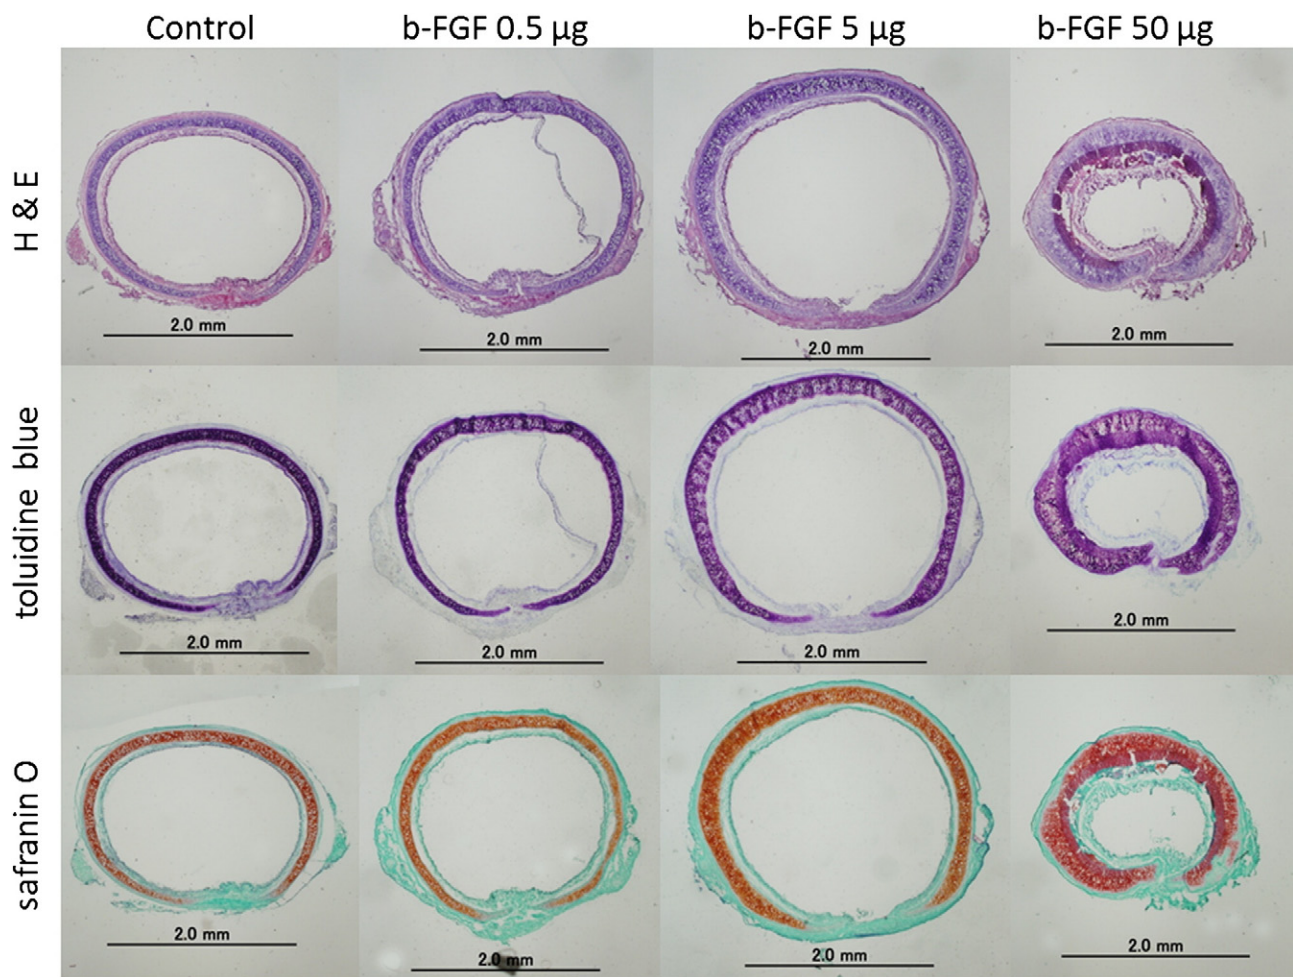 Control b-FGF 0.5 µg b-FGF 5 µg b-FGF 50 µg
H & E
2.0 mm 2.0 mm 2.0 mm 2.0 mm
toluidine blue
2.0 mm 2.0 mm 2.0 mm 2.0 mm
safranin O
2.0 mm 2.0 mm 2.0 mm 2.0 mm